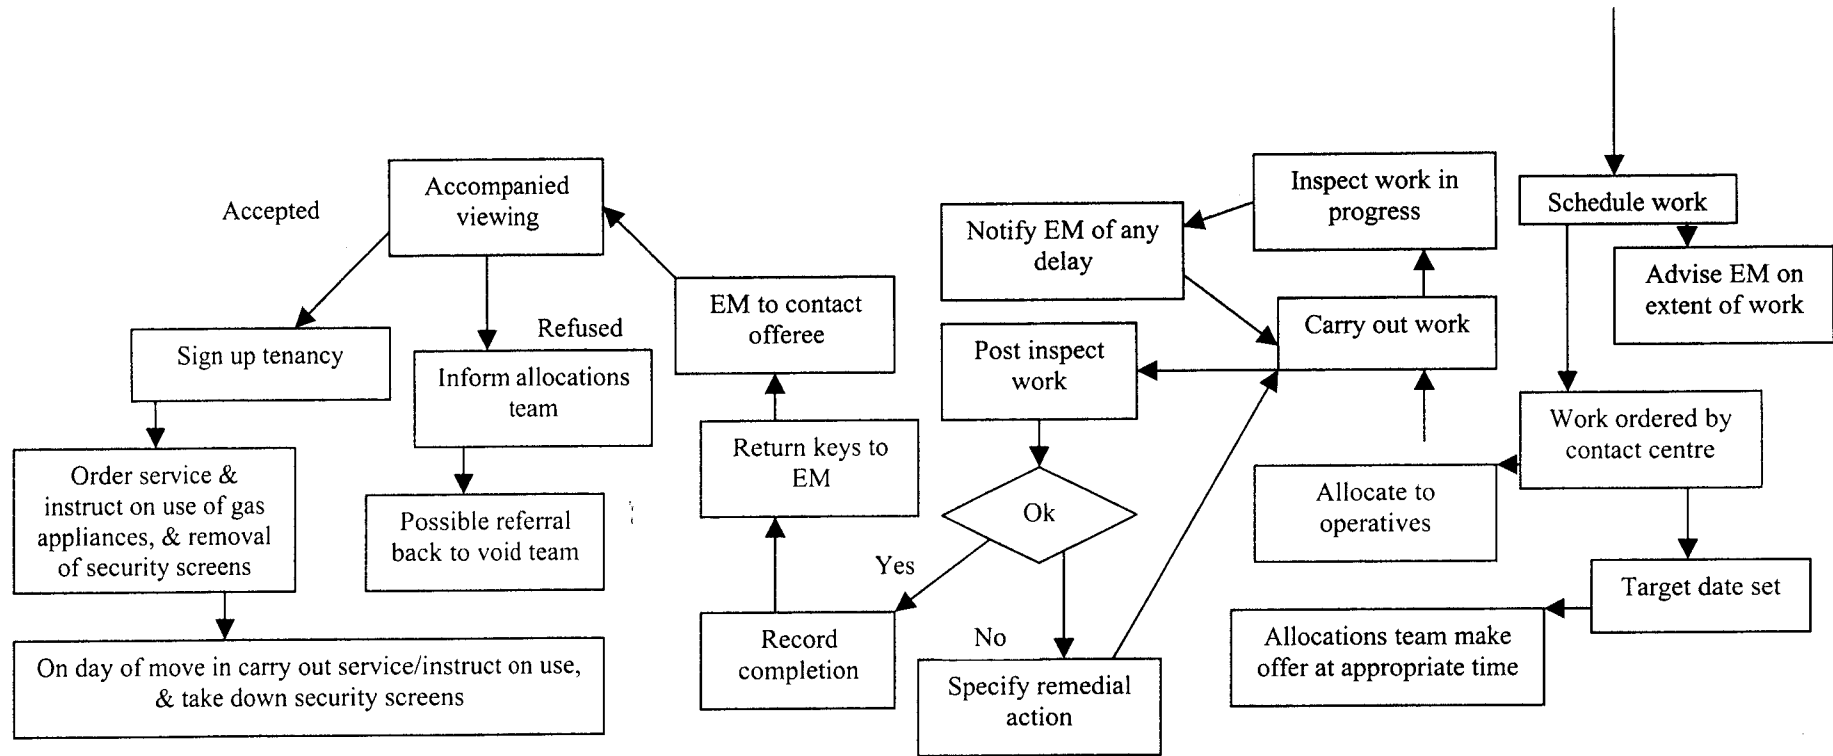 Accompanied
viewing
Accepted
Refused
Sign up tenancy
Inform allocations
team
Order service &
instruct on use of gas
appliances, & removal
of security screens
Possible referral
back to void team
On day of move in carry out service/instruct on use,
& take down security screens
EM to contact
offeree
Return keys to
EM
Record
completion
Notify EM of any
delay
Post inspect
work
Ok
Yes
No
Specify remedial
action
Inspect work in
progress
Carry out work
Allocate to
operatives
Allocations team make
offer at appropriate time
Schedule work
Advise EM on
extent of work
Work ordered by
contact centre
Target date set